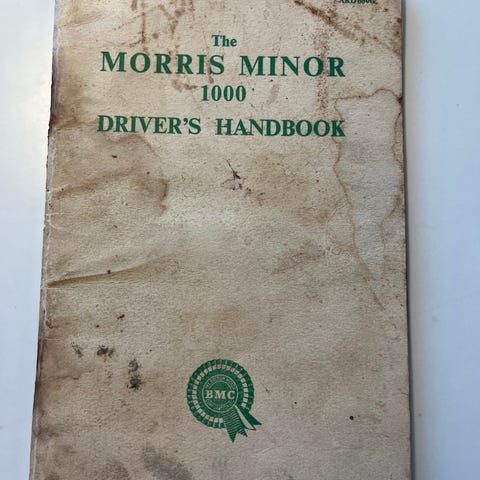 The
MORRIS MINOR
1000
DRIVER'S HANDBOOK
BMC